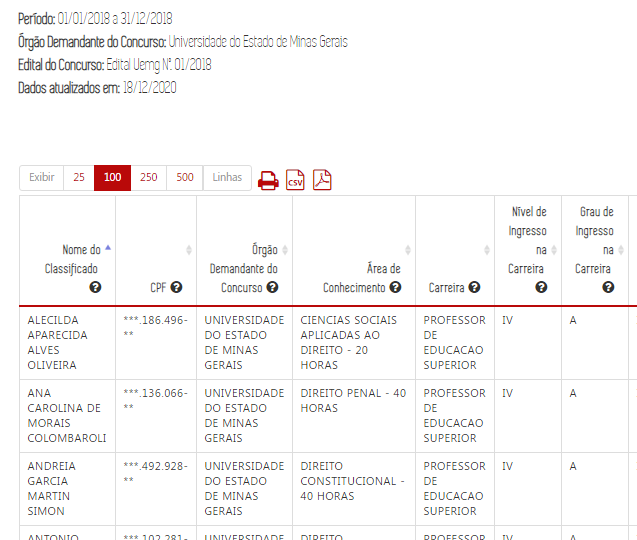 Período: 01/01/2018 a 31/12/2018
Órgão Demandante do Concurso: Universidade do Estado de Minas Gerais
Edital do Concurso: Edital Uemg Nº. 01/2018
Dados atualizados em: 18/12/2020
Exibir 25 100 250 500 Linhas
CSV
Nome do Classificado ?
CPF ?
Órgão Demandante do Concurso ?
Área de Conhecimento ?
Carreira ?
Nível de Ingresso na Carreira ?
Grau de Ingresso na Carreira ?
ALECILDA APARECIDA ALVES OLIVEIRA
***.186.496-**
UNIVERSIDADE DO ESTADO DE MINAS GERAIS
CIENCIAS SOCIAIS APLICADAS AO DIREITO - 20 HORAS
PROFESSOR DE EDUCACAO SUPERIOR
IV
A
ANA CAROLINA DE MORAIS COLOMBAROLI
***.136.066-**
UNIVERSIDADE DO ESTADO DE MINAS GERAIS
DIREITO PENAL - 40 HORAS
PROFESSOR DE EDUCACAO SUPERIOR
IV
A
ANDREIA GARCIA MARTIN SIMON
***.492.928-**
UNIVERSIDADE DO ESTADO DE MINAS GERAIS
DIREITO CONSTITUCIONAL - 40 HORAS
PROFESSOR DE EDUCACAO SUPERIOR
IV
A
ANTONIO
***.102.281-
UNIVERSIDADE
DIREITO
PROFESSOR
IV
A